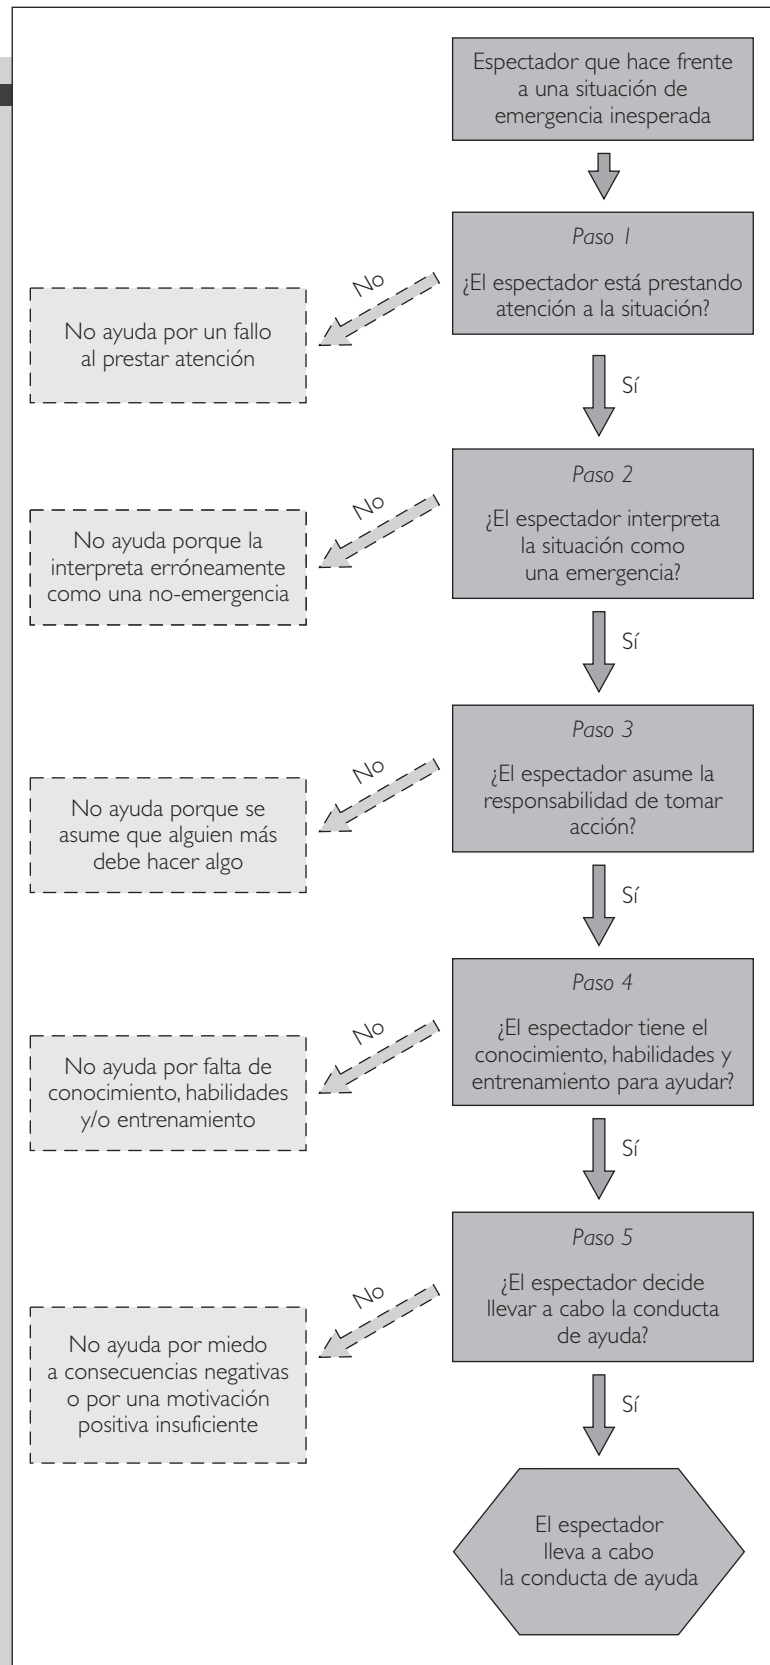 Espectador que hace frente
a una situación de
emergencia inesperada
Paso 1
¿El espectador está prestando
atención a la situación?
No
No ayuda por un fallo
al prestar atención
Sí
Paso 2
¿El espectador interpreta
la situación como
una emergencia?
No
No ayuda porque la
interpreta erróneamente
como una no-emergencia
Sí
Paso 3
¿El espectador asume la
responsabilidad de tomar
acción?
No
No ayuda porque se
asume que alguien más
debe hacer algo
Sí
Paso 4
¿El espectador tiene el
conocimiento, habilidades y
entrenamiento para ayudar?
No
No ayuda por falta de
conocimiento, habilidades
y/o entrenamiento
Sí
Paso 5
¿El espectador decide
llevar a cabo la conducta
de ayuda?
No
No ayuda por miedo
a consecuencias negativas
o por una motivación
positiva insuficiente
Sí
El espectador
lleva a cabo
la conducta de ayuda